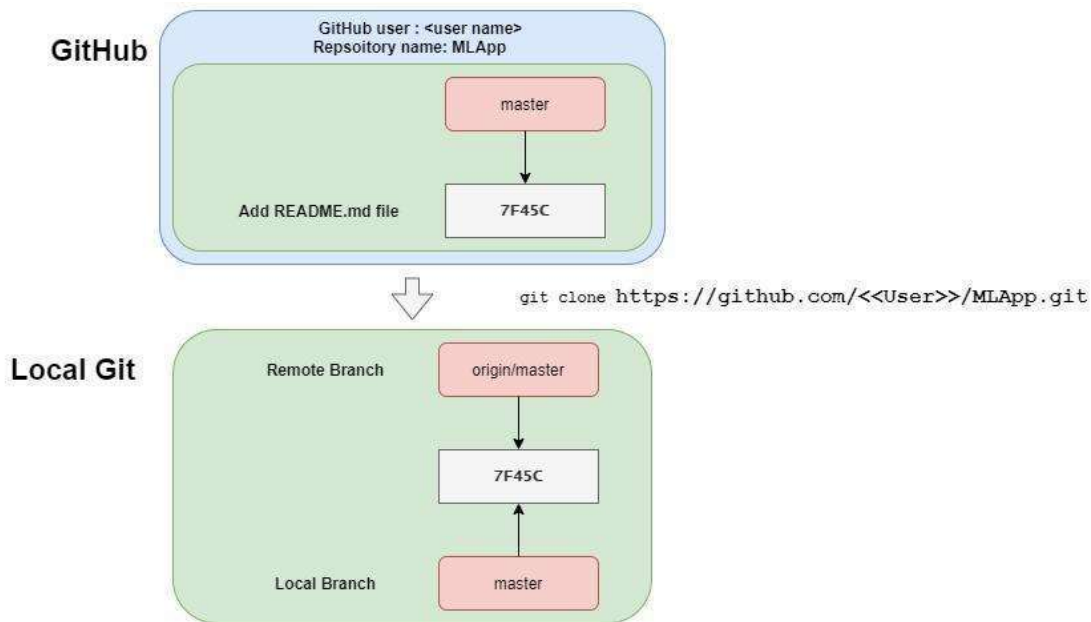 GitHub
GitHub user : <user name>
Repsoitory name: MLApp
master
Add README.md file
7F45C
git clone https://github.com/<<User>>/MLApp.git
Local Git
Remote Branch
origin/master
7F45C
Local Branch
master